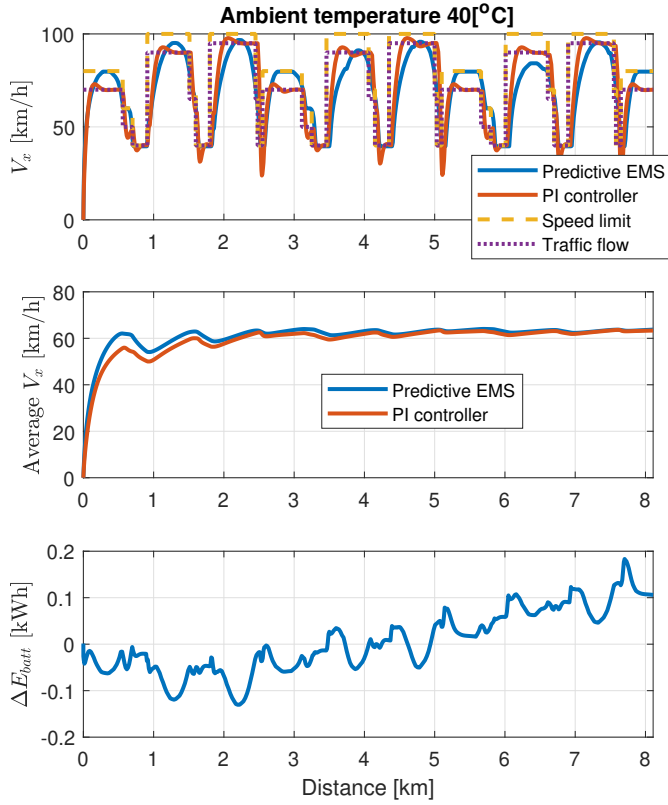 Ambient temperature 40[°C]
100
50
0
V_x [km/h]
0 1 2 3 4 5
Predictive EMS
PI controller
Speed limit
Traffic flow
80
60
40
20
0
Average V_x [km/h]
0 1 2 3 4 5 6 7 8
Predictive EMS
PI controller
0.2
0.1
0
-0.1
-0.2
ΔE_batt [kWh]
0 1 2 3 4 5 6 7 8
Distance [km]